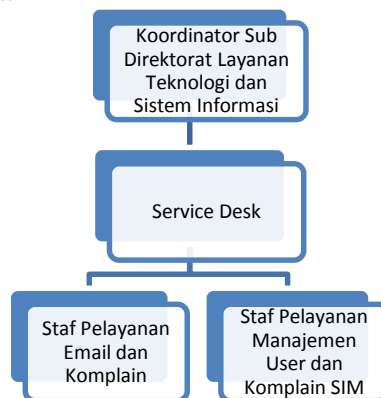 Koordinator Sub
Direktorat Layanan
Teknologi dan
Sistem Informasi
Service Desk
Staf Pelayanan
Email dan
Komplain
Staf Pelayanan
Manajemen
User dan
Komplain SIM